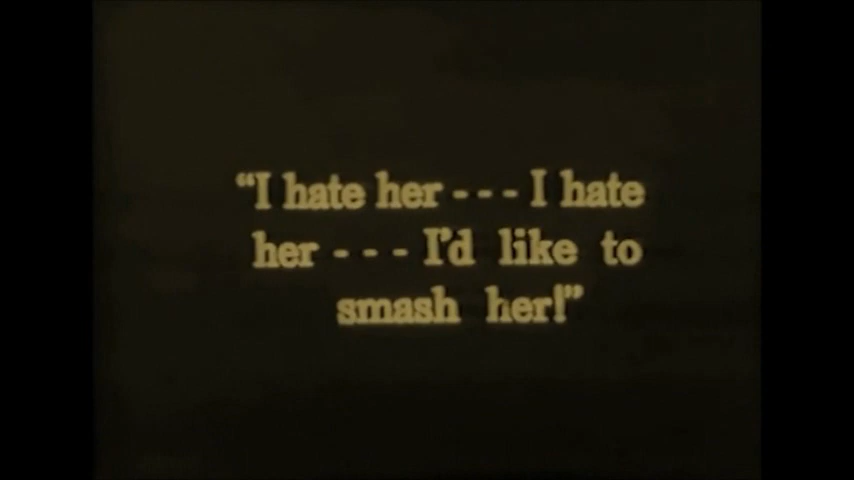 “I hate her - - - I hate
her - - - I’d like to
smash her!”